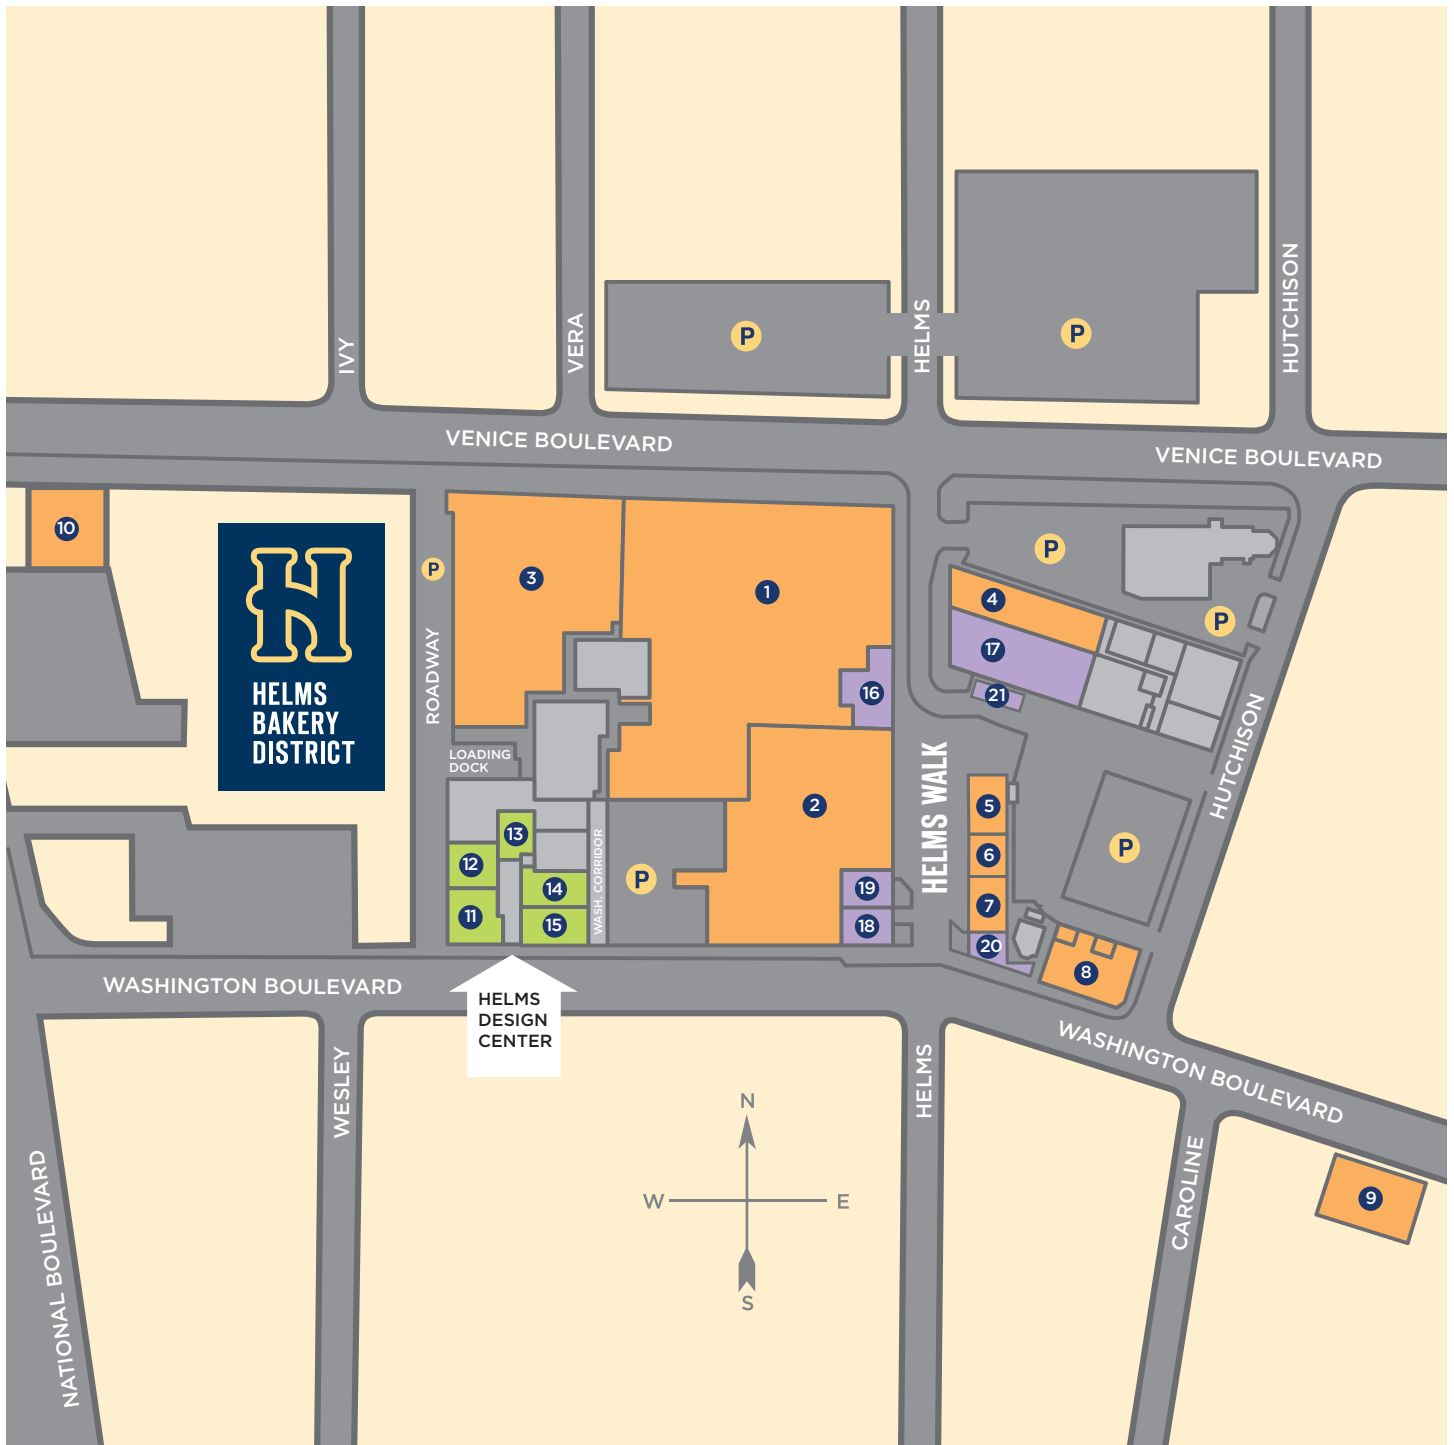 IVY
VERA
HELMS
HUTCHISON
P
P
VENICE BOULEVARD
VENICE BOULEVARD
10
HELMS
BAKERY
DISTRICT
P
ROADWAY
3
1
P
P
4
17
21
16
HUTCHISON
LOADING
DOCK
HELMS WALK
2
5
6
7
20
P
13
12
11
14
15
WASH. CORRIDOR
P
19
18
8
WASHINGTON BOULEVARD
HELMS
DESIGN
CENTER
WASHINGTON BOULEVARD
WESLEY
HELMS
CAROLINE
9
NATIONAL BOULEVARD
N
W
E
S